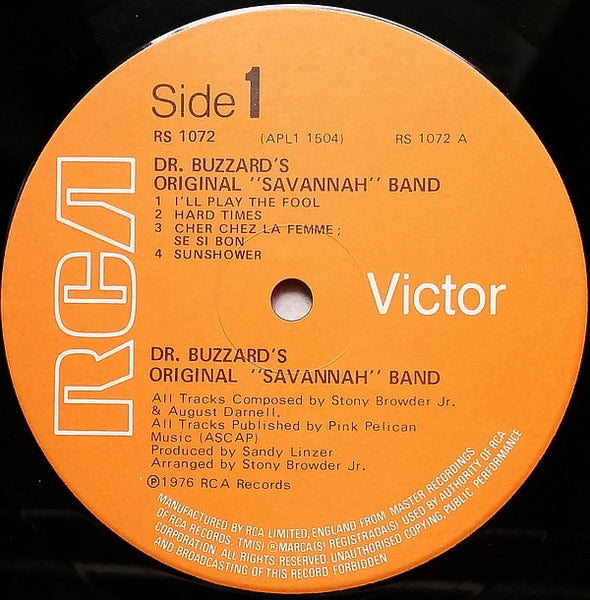 Side 1
RS 1072 (APL1 1504) RS 1072 A
DR. BUZZARD'S
ORIGINAL "SAVANNAH" BAND
1 I'LL PLAY THE FOOL
2 HARD TIMES
3 CHER CHEZ LA FEMME;
SE SI BON
4 SUNSHOWER
RCA
Victor
DR. BUZZARD'S
ORIGINAL "SAVANNAH" BAND
All Tracks Composed by Stony Browder Jr.
& August Darnell.
All Tracks Published by Pink Pelican
Music (ASCAP)
Produced by Sandy Linzer
Arranged by Stony Browder Jr.
℗1976 RCA Records
MANUFACTURED BY RCA LIMITED, ENGLAND FROM MASTER RECORDINGS
OF RCA RECORDS. TM(S) ® MARCA(S) REGISTRADA(S) USED BY AUTHORITY OF RCA
CORPORATION. ALL RIGHTS RESERVED. UNAUTHORISED COPYING, PUBLIC PERFORMANCE
AND BROADCASTING OF THIS RECORD FORBIDDEN